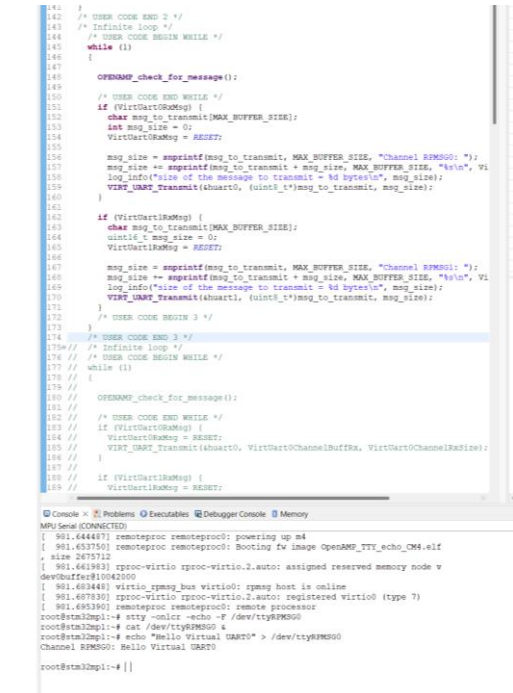 141     }
142   /* USER CODE END 2 */
143   /* Infinite loop */
144     /* USER CODE BEGIN WHILE */
145     while (1)
146     {
147
148       OPENAMP_check_for_message();
149
150       /* USER CODE END WHILE */
151       if (VirtUart0RxMsg) {
152         char msg_to_transmit[MAX_BUFFER_SIZE];
153         int msg_size = 0;
154         VirtUart0RxMsg = RESET;
155
156         msg_size = snprintf(msg_to_transmit, MAX_BUFFER_SIZE, "Channel RPMSG0: ");
157         msg_size += snprintf(msg_to_transmit + msg_size, MAX_BUFFER_SIZE, "%s\n", Vi
158         log_info("size of the message to transmit = %d bytes\n", msg_size);
159         VIRT_UART_Transmit(&huart0, (uint8_t*)msg_to_transmit, msg_size);
160       }
161
162       if (VirtUart1RxMsg) {
163         char msg_to_transmit[MAX_BUFFER_SIZE];
164         uint16_t msg_size = 0;
165         VirtUart1RxMsg = RESET;
166
167         msg_size = snprintf(msg_to_transmit, MAX_BUFFER_SIZE, "Channel RPMSG1: ");
168         msg_size += snprintf(msg_to_transmit + msg_size, MAX_BUFFER_SIZE, "%s\n", Vi
169         log_info("size of the message to transmit = %d bytes\n", msg_size);
170         VIRT_UART_Transmit(&huart1, (uint8_t*)msg_to_transmit, msg_size);
171       }
172       /* USER CODE BEGIN 3 */
173     }
174     /* USER CODE END 3 */
175 //  /* Infinite loop */
176 //  /* USER CODE BEGIN WHILE */
177 //  while (1)
178 //  {
179 //
180 //    OPENAMP_check_for_message();
181 //
182 //    /* USER CODE END WHILE */
183 //    if (VirtUart0RxMsg) {
184 //      VirtUart0RxMsg = RESET;
185 //      VIRT_UART_Transmit(&huart0, VirtUart0ChannelBuffRx, VirtUart0ChannelRxSize);
186 //    }
187 //
188 //    if (VirtUart1RxMsg) {
189 //      VirtUart1RxMsg = RESET;
Console Problems Executables Debugger Console Memory
MPU Serial (CONNECTED)
[  981.644487] remoteproc remoteproc0: powering up m4
[  981.653750] remoteproc remoteproc0: Booting fw image OpenAMP_TTY_echo_CM4.elf
, size 2675712
[  981.661983] rproc-virtio rproc-virtio.2.auto: assigned reserved memory node v
dev0buffer@10042000
[  981.683448] virtio_rpmsg_bus virtio0: rpmsg host is online
[  981.687830] rproc-virtio rproc-virtio.2.auto: registered virtio0 (type 7)
[  981.695390] remoteproc remoteproc0: remote processor
root@stm32mp1:~# stty -onlcr -echo -F /dev/ttyRPMSG0
root@stm32mp1:~# cat /dev/ttyRPMSG0 &
root@stm32mp1:~# echo "Hello Virtual UART0" > /dev/ttyRPMSG0
Channel RPMSG0: Hello Virtual UART0
root@stm32mp1:~#